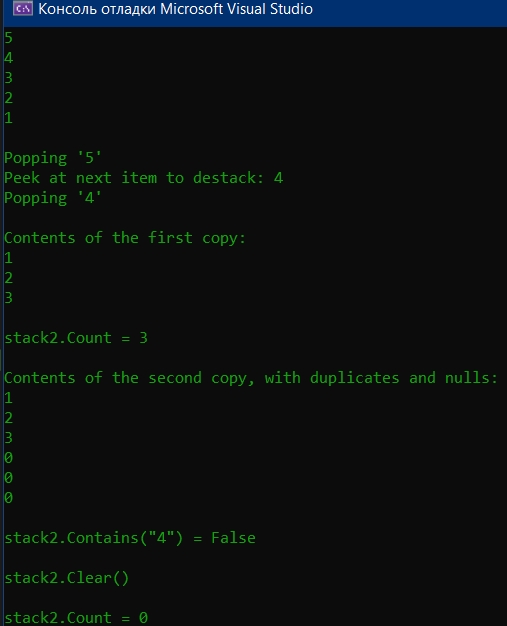 C:\ Консоль отладки Microsoft Visual Studio
5
4
3
2
1
Popping '5'
Peek at next item to destack: 4
Popping '4'
Contents of the first copy:
1
2
3
stack2.Count = 3
Contents of the second copy, with duplicates and nulls:
1
2
3
0
0
0
stack2.Contains("4") = False
stack2.Clear()
stack2.Count = 0